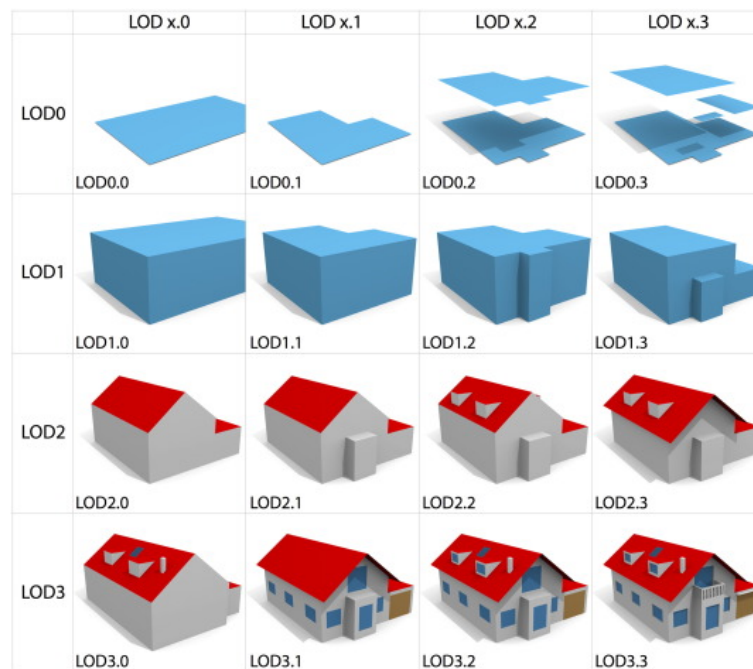 LOD x.0 LOD x.1 LOD x.2 LOD x.3
LOD0
LOD0.0 LOD0.1 LOD0.2 LOD0.3
LOD1
LOD1.0 LOD1.1 LOD1.2 LOD1.3
LOD2
LOD2.0 LOD2.1 LOD2.2 LOD2.3
LOD3
LOD3.0 LOD3.1 LOD3.2 LOD3.3